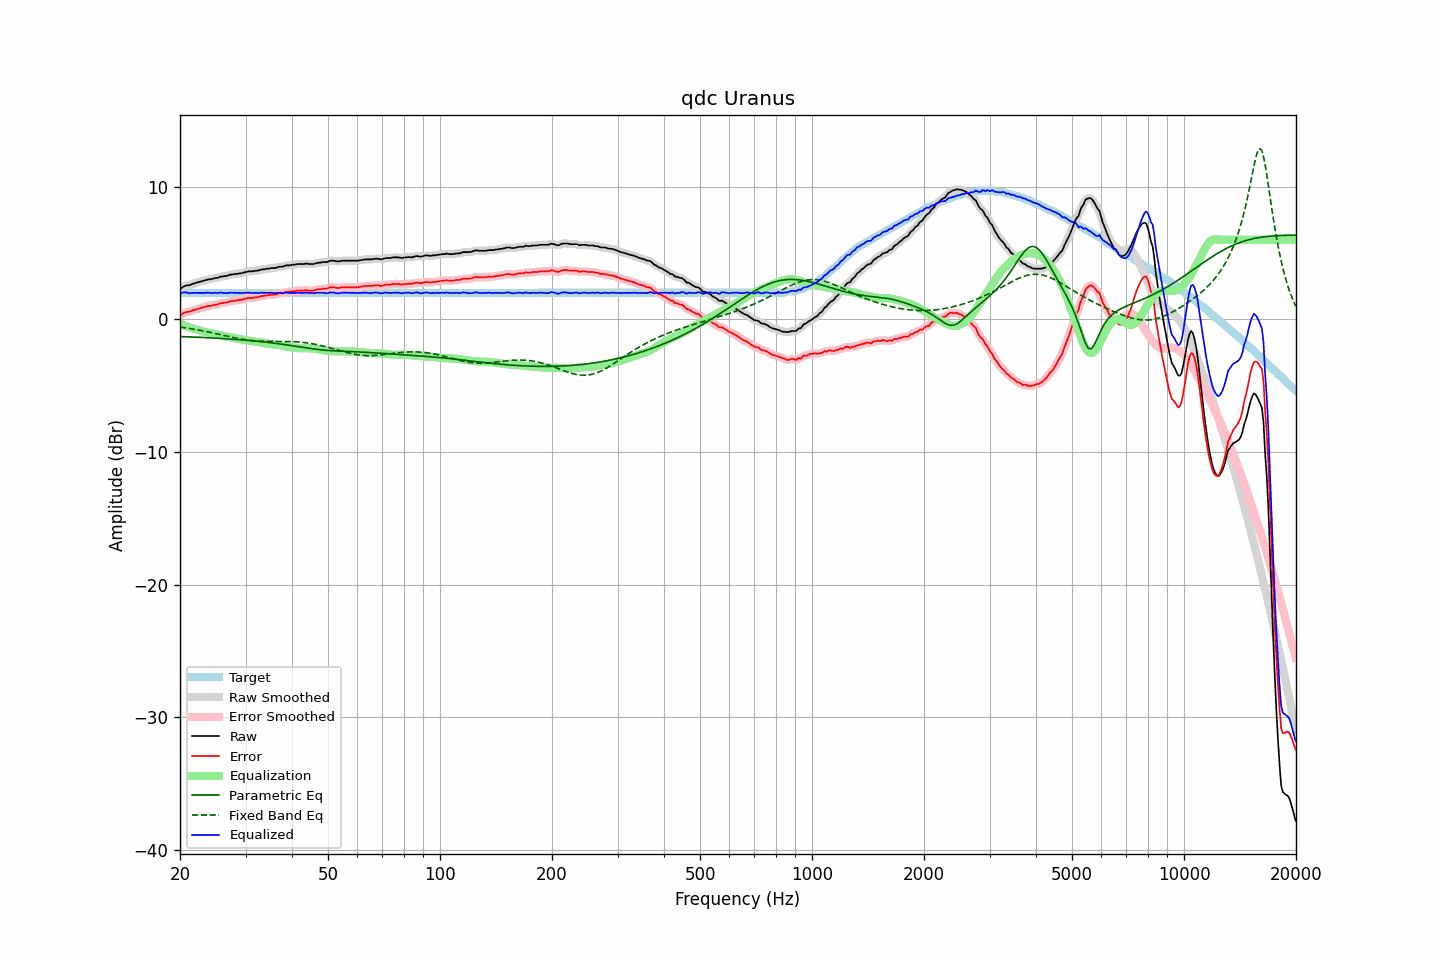 qdc Uranus
10
0
−10
−20
−30
−40
Amplitude (dBr)
Target
Raw Smoothed
Error Smoothed
Raw
Error
Equalization
Parametric Eq
Fixed Band Eq
Equalized
20 50 100 200 500 1000 2000 5000 10000 20000
Frequency (Hz)